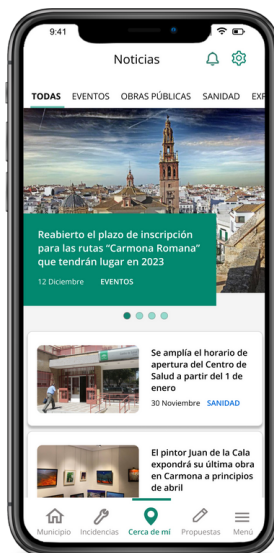 9:41
Noticias
TODAS EVENTOS OBRAS PÚBLICAS SANIDAD EXP
Reabierto el plazo de inscripción
para las rutas “Carmona Romana”
que tendrán lugar en 2023
12 Diciembre EVENTOS
Se amplía el horario de
apertura del Centro de
Salud a partir del 1 de
enero
30 Noviembre SANIDAD
El pintor Juan de la Cala
expondrá su última obra
en Carmona a principios
de abril
Municipio Incidencias Cerca de mí Propuestas Menú